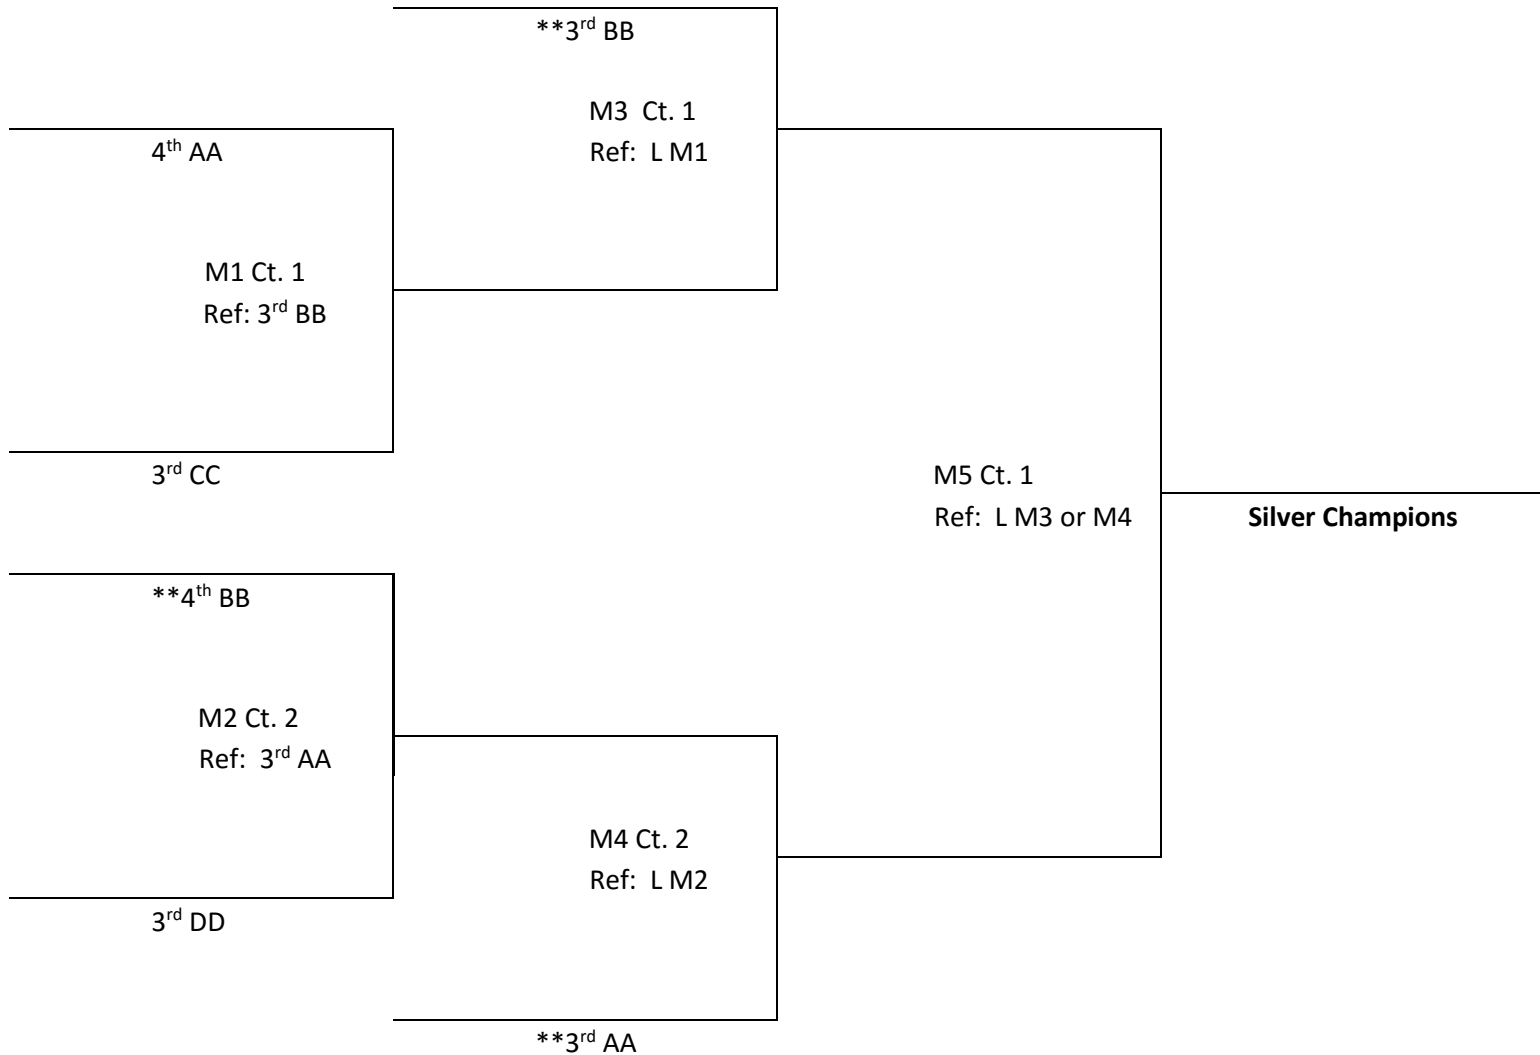 **3rd BB
M3 Ct. 1
Ref: L M1
4th AA
M1 Ct. 1
Ref: 3rd BB
3rd CC
M5 Ct. 1
Ref: L M3 or M4
Silver Champions
**4th BB
M2 Ct. 2
Ref: 3rd AA
M4 Ct. 2
Ref: L M2
3rd DD
**3rd AA